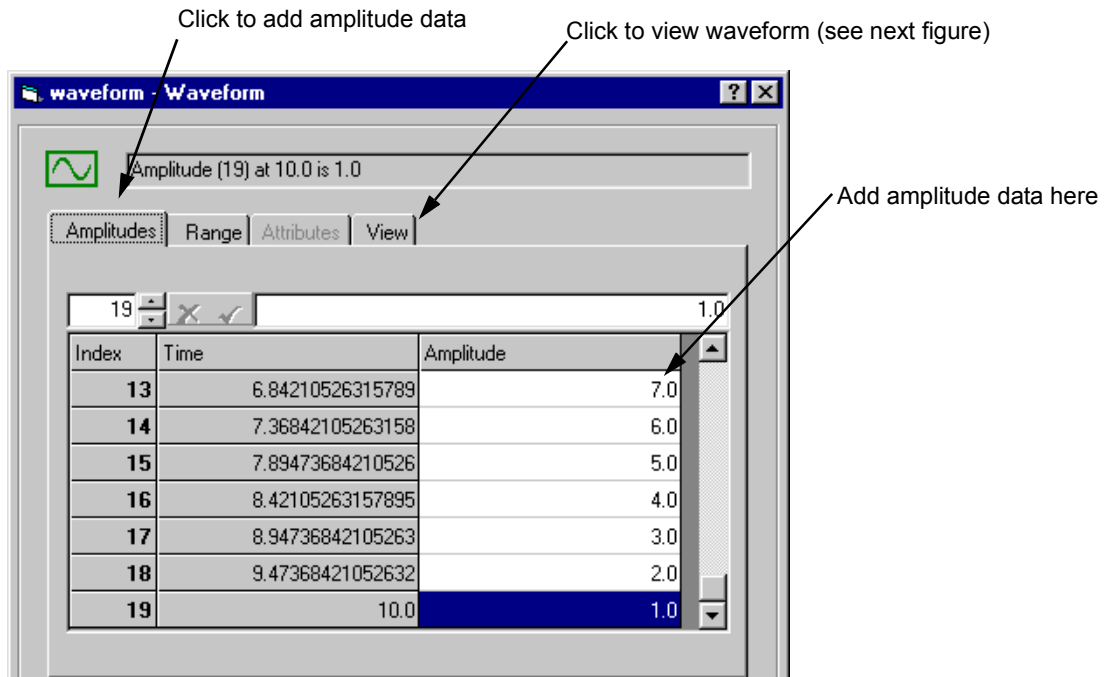 Click to add amplitude data
Click to view waveform (see next figure)
waveform - Waveform
Amplitude (19) at 10.0 is 1.0
Add amplitude data here
Amplitudes Range Attributes View
19 1.0
Index Time Amplitude
13 6.84210526315789 7.0
14 7.36842105263158 6.0
15 7.89473684210526 5.0
16 8.42105263157895 4.0
17 8.94736842105263 3.0
18 9.47368421052632 2.0
19 10.0 1.0